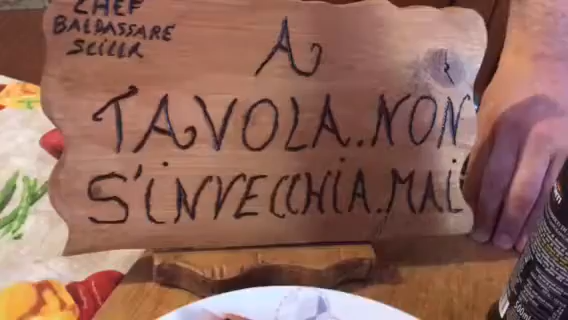 CHEF
BALDASSARE
SCILLA
A
TAVOLA.NON
S'INVECCHIA.MAI